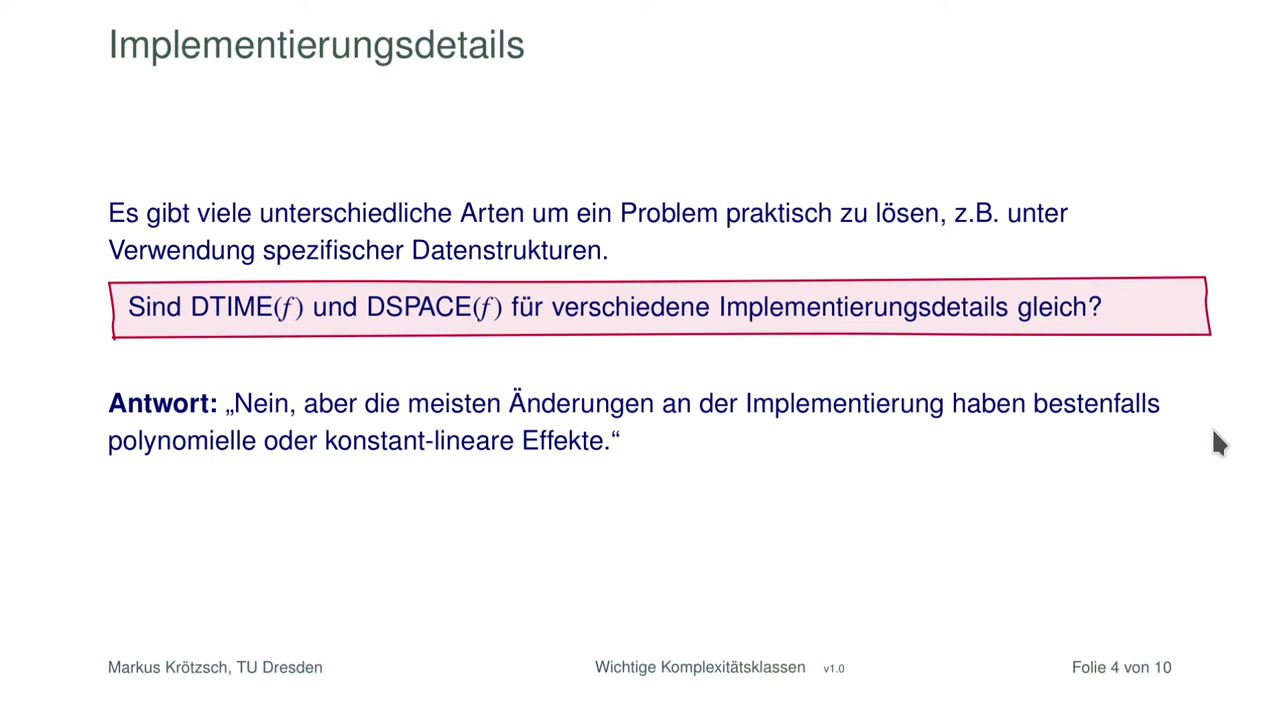 Implementierungsdetails
Es gibt viele unterschiedliche Arten um ein Problem praktisch zu lösen, z.B. unter
Verwendung spezifischer Datenstrukturen.
Sind DTIME(f) und DSPACE(f) für verschiedene Implementierungsdetails gleich?
Antwort: „Nein, aber die meisten Änderungen an der Implementierung haben bestenfalls
polynomielle oder konstant-lineare Effekte.“
Markus Krötzsch, TU Dresden
Wichtige Komplexitätsklassen v1.0
Folie 4 von 10